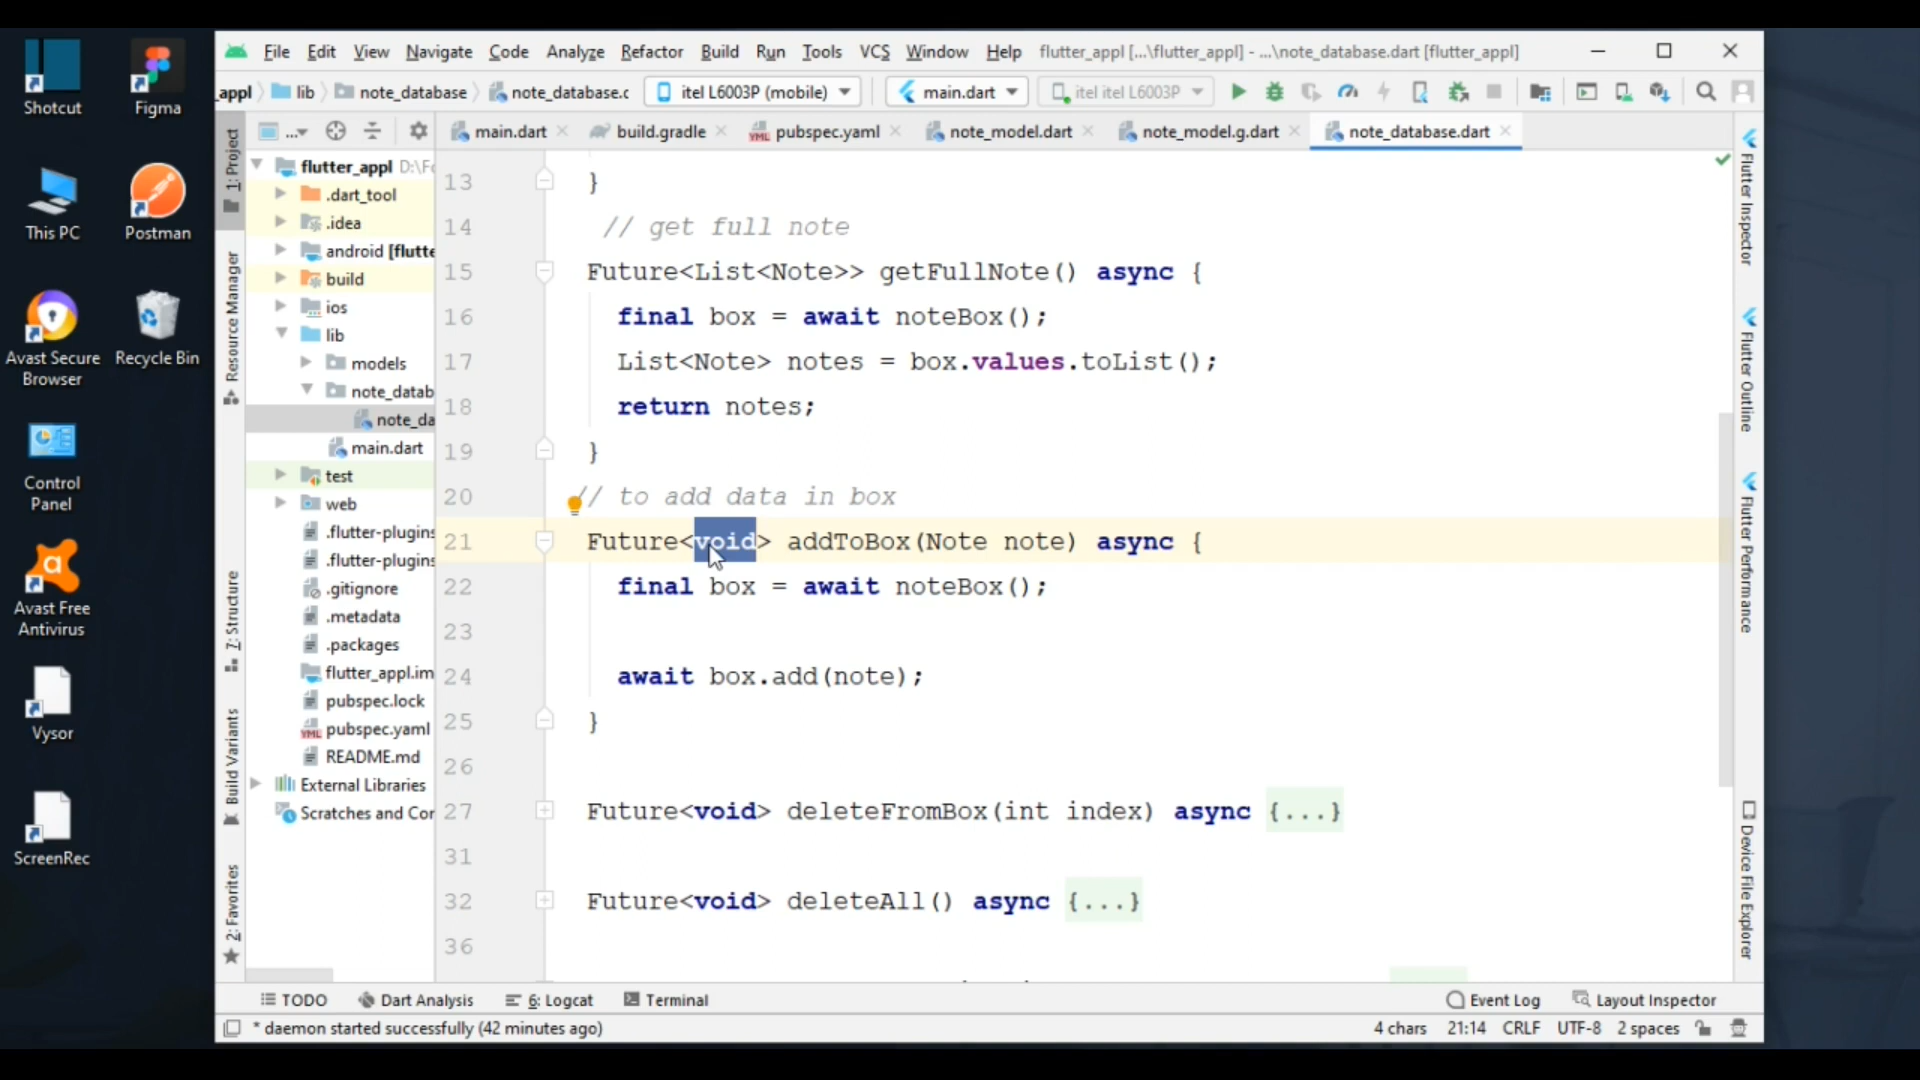 Shotcut
Figma
This PC
Postman
Avast Secure Browser
Recycle Bin
Control Panel
Avast Free Antivirus
Vysor
ScreenRec
File Edit View Navigate Code Analyze Refactor Build Run Tools VCS Window Help flutter_appl [...\flutter_appl] - ...\note_database.dart [flutter_appl]
_appl lib note_database note_database.c itel L6003P (mobile) main.dart itel itel L6003P
... main.dart build.gradle pubspec.yaml note_model.dart note_model.g.dart note_database.dart
1: Project
Resource Manager
7: Structure
Build Variants
2: Favorites
flutter_appl D:\Fc
.dart_tool
.idea
android [flutte
build
ios
lib
models
note_datab
note_da
main.dart
test
web
.flutter-plugins
.flutter-plugins
.gitignore
.metadata
.packages
flutter_appl.im
pubspec.lock
pubspec.yaml
README.md
External Libraries
Scratches and Cor
13 }
14 // get full note
15 Future<List<Note>> getFullNote() async {
16 final box = await noteBox();
17 List<Note> notes = box.values.toList();
18 return notes;
19 }
20 // to add data in box
21 Future<void> addToBox(Note note) async {
22 final box = await noteBox();
23
24 await box.add(note);
25 }
26
27 Future<void> deleteFromBox(int index) async {...}
31
32 Future<void> deleteAll() async {...}
36
Flutter Inspector
Flutter Outline
Flutter Performance
Device File Explorer
TODO Dart Analysis 6: Logcat Terminal Event Log Layout Inspector
* daemon started successfully (42 minutes ago) 4 chars 21:14 CRLF UTF-8 2 spaces